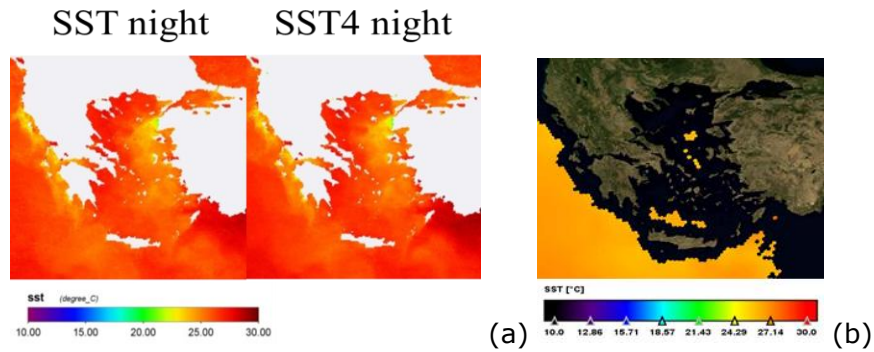 SST night SST4 night
sst (degree_C)
10.00 15.00 20.00 25.00 30.00
(a)
SST [°C]
10.0 12.86 15.71 18.57 21.43 24.29 27.14 30.0
(b)